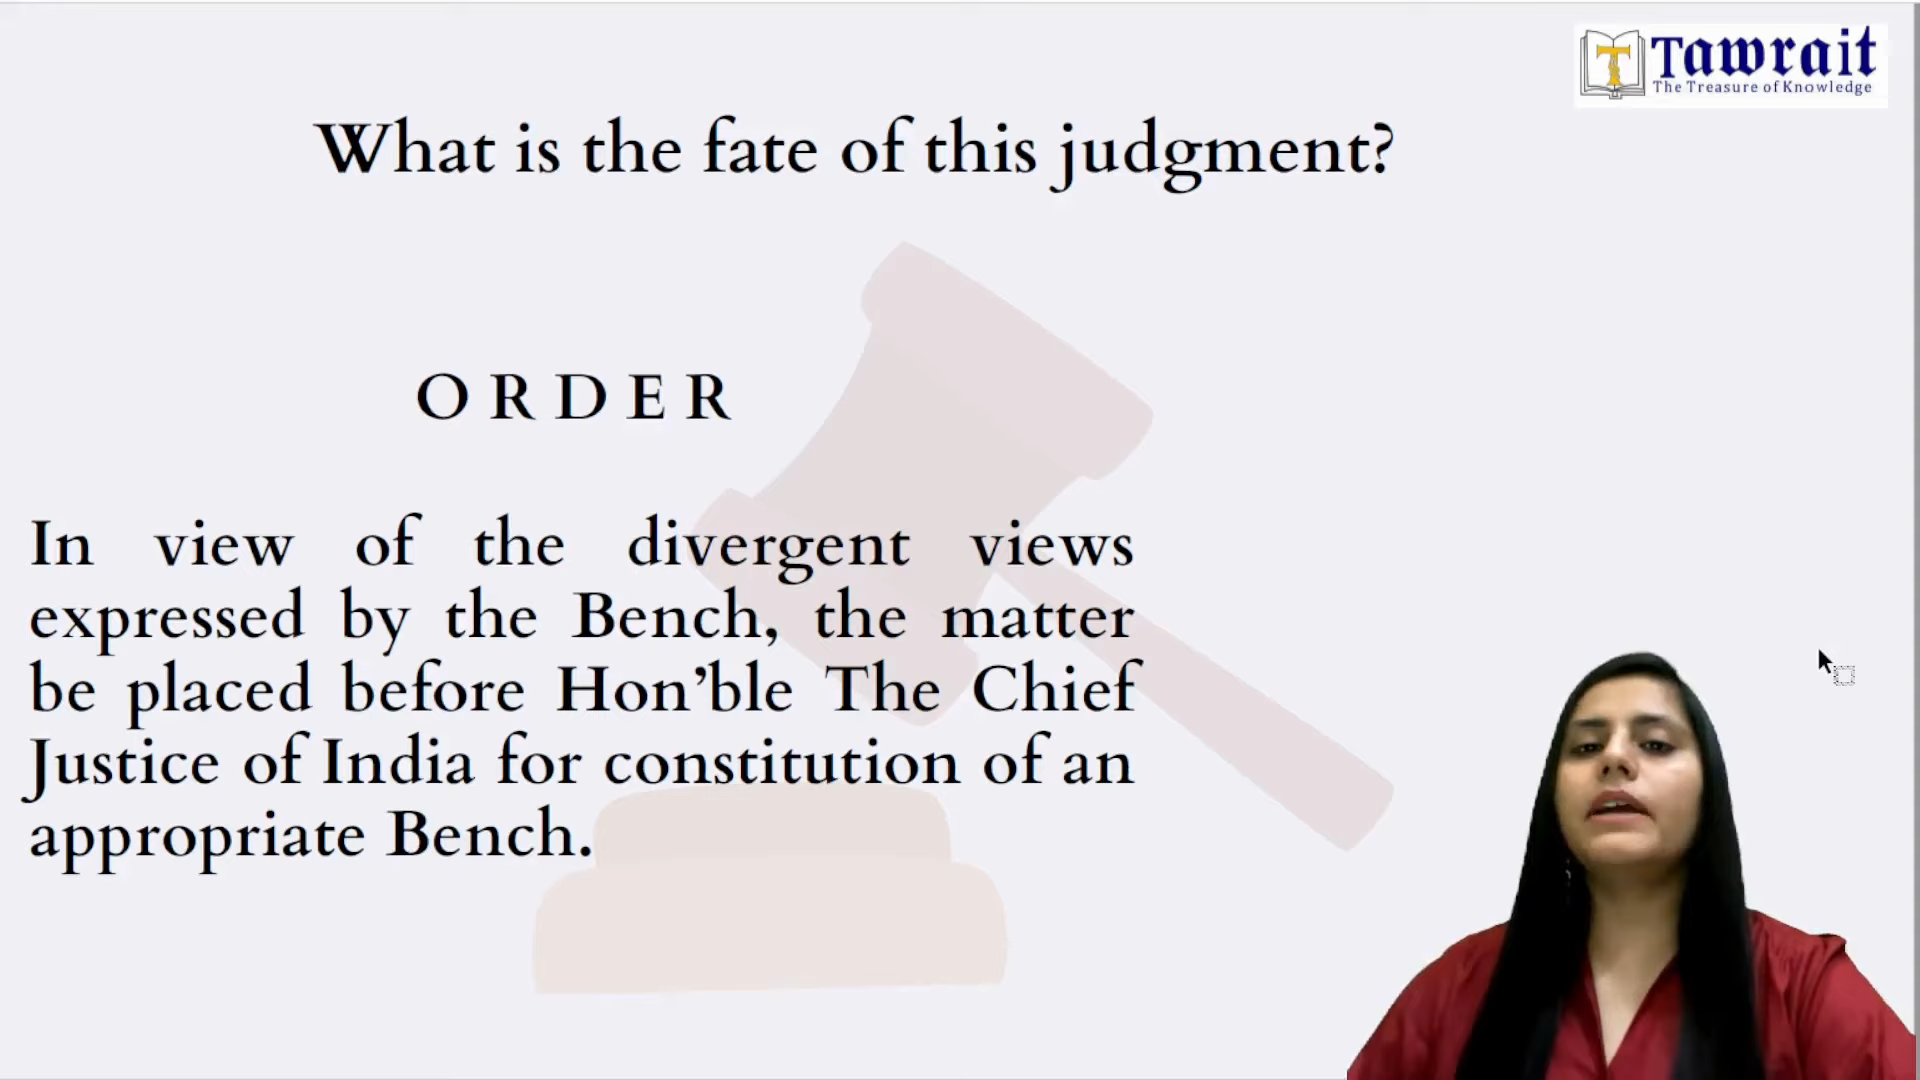 Tawrait
The Treasure of Knowledge
What is the fate of this judgment?
O R D E R
In view of the divergent views
expressed by the Bench, the matter
be placed before Hon’ble The Chief
Justice of India for constitution of an
appropriate Bench.